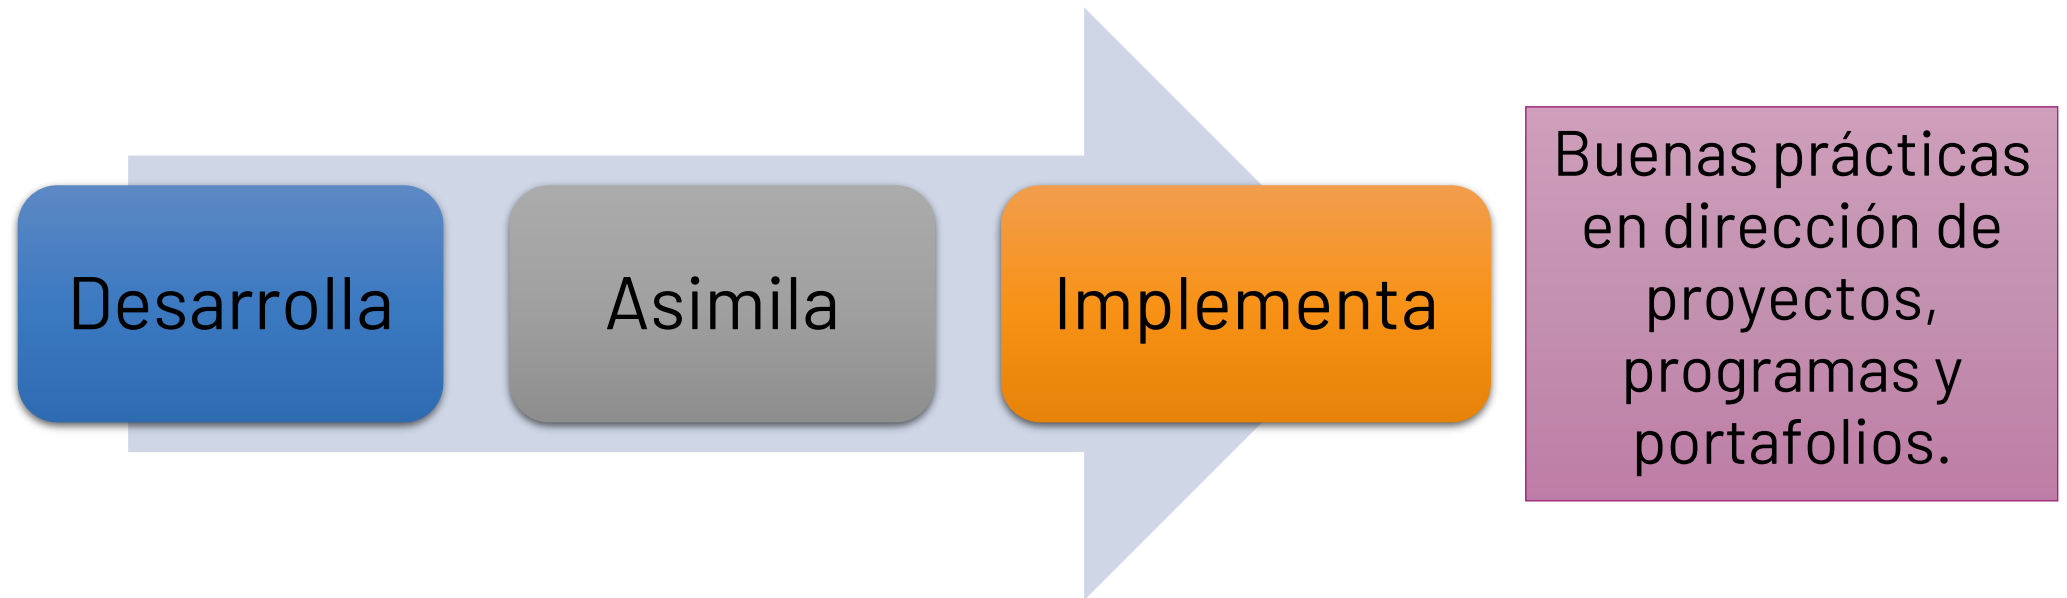 Desarrolla
Asimila
Implementa
Buenas prácticas
en dirección de
proyectos,
programas y
portafolios.